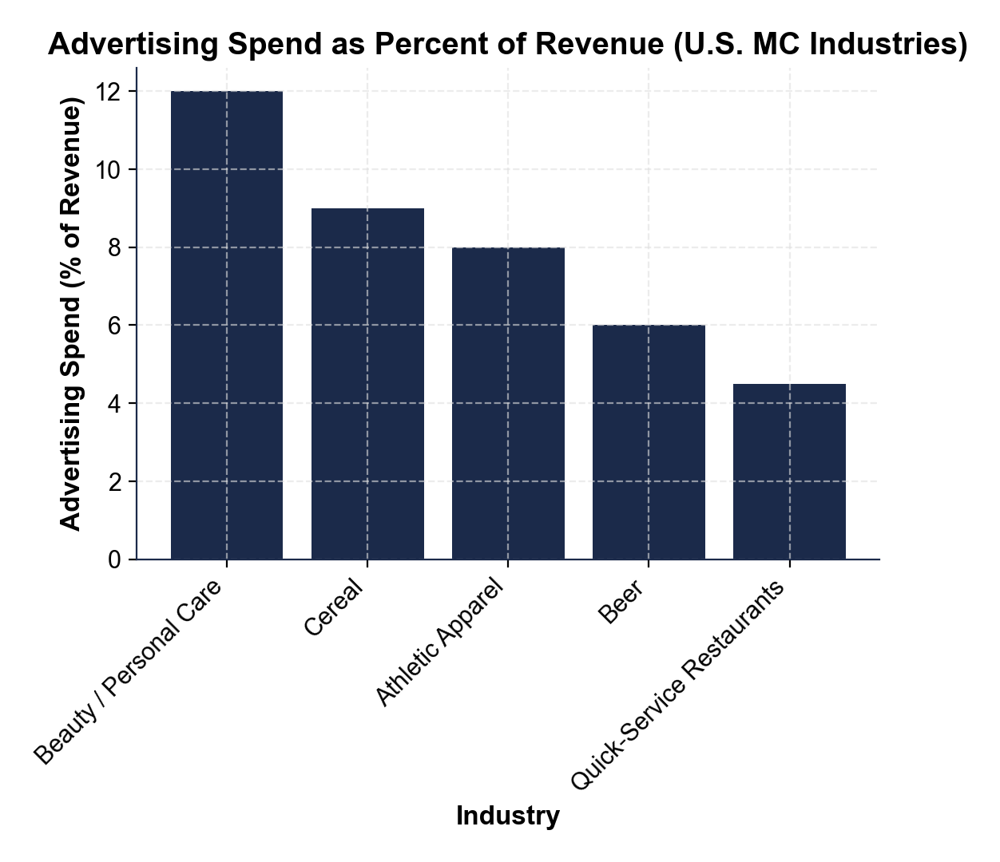 Advertising Spend as Percent of Revenue (U.S. MC Industries)
Advertising Spend (% of Revenue)
12
10
8
6
4
2
0
Beauty / Personal Care
Cereal
Athletic Apparel
Beer
Quick-Service Restaurants
Industry